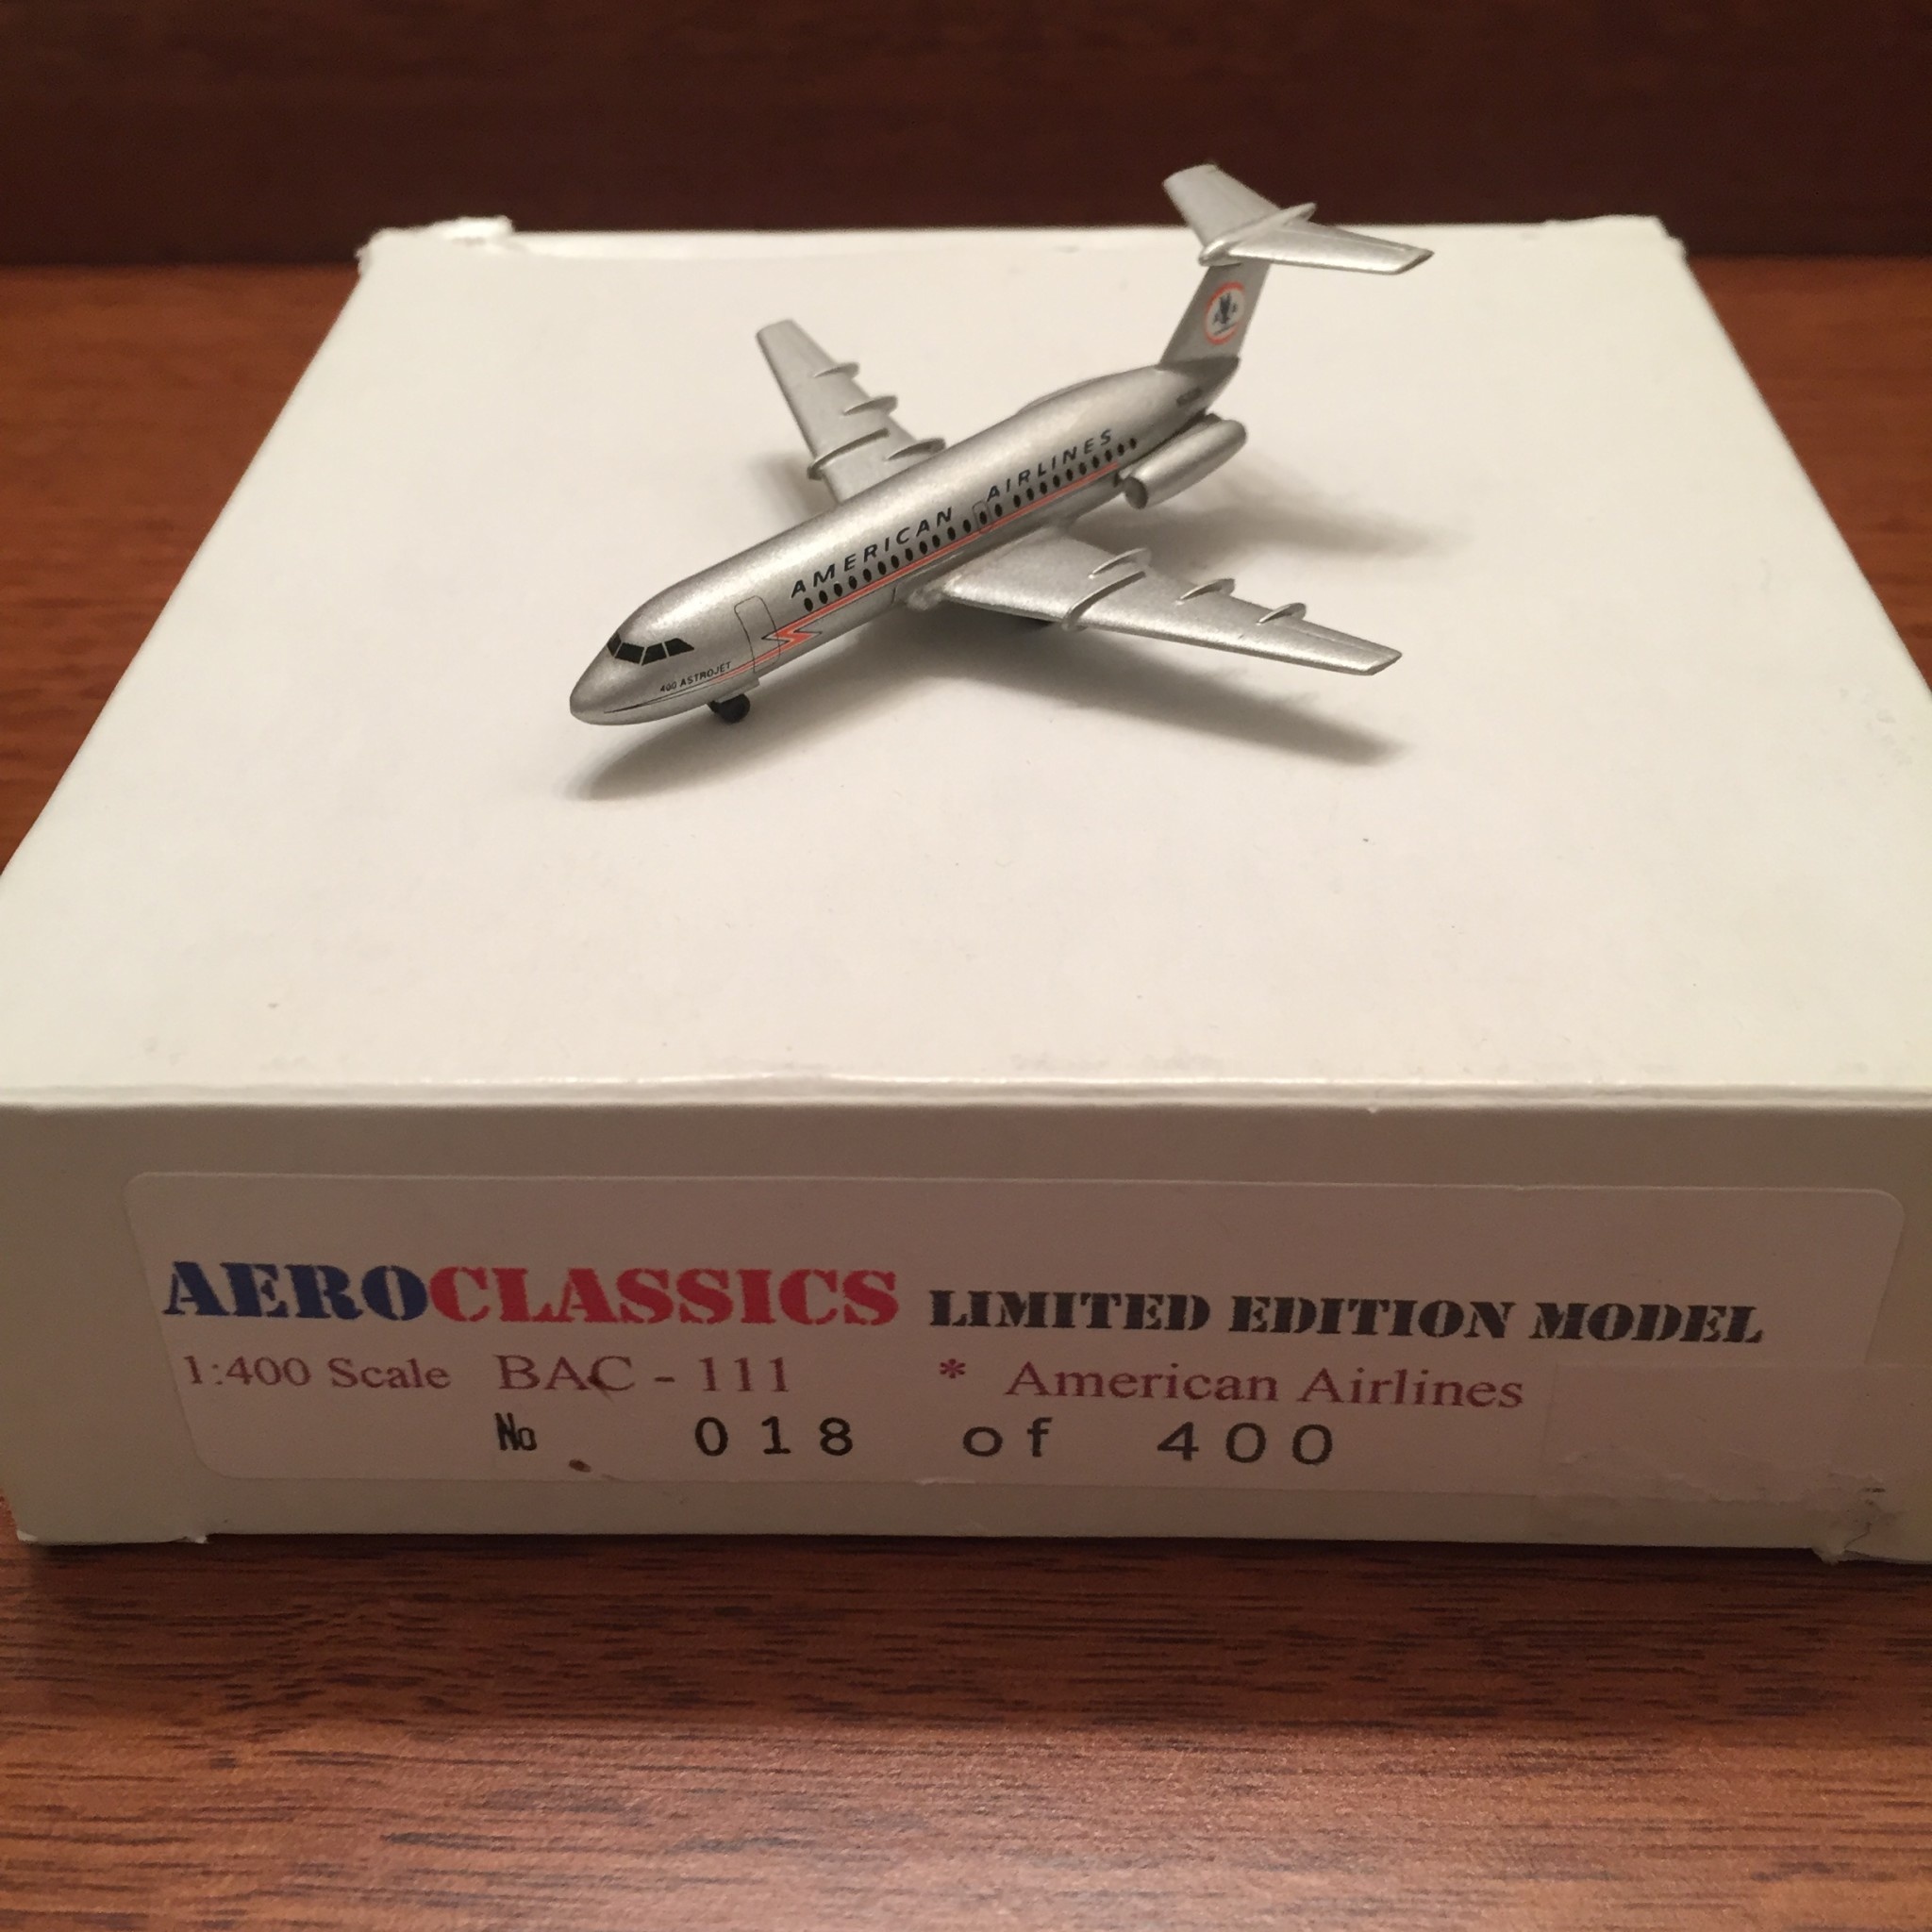 AMERICAN AIRLINES
400 ASTROJET
AEROCLASSICS LIMITED EDITION MODEL
1:400 Scale BAC - 111 * American Airlines
No 018 of 400